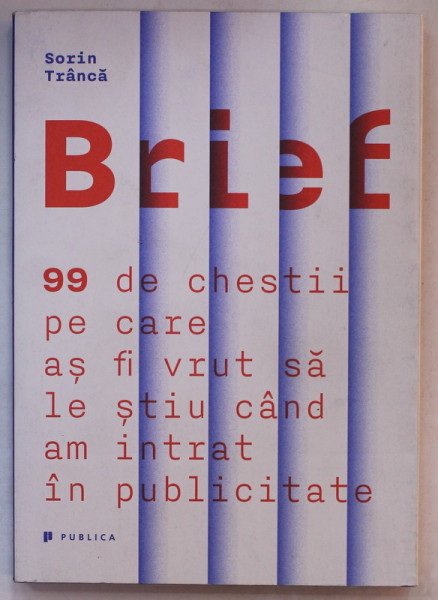 Sorin
Trâncă
Brief
99 de chestii
pe care
aș fi vrut să
le știu când
am intrat
în publicitate
PUBLICA